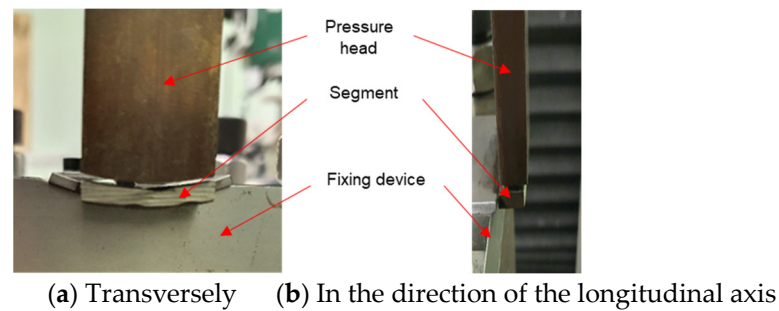 Pressure
head
Segment
Fixing device
(a) Transversely (b) In the direction of the longitudinal axis